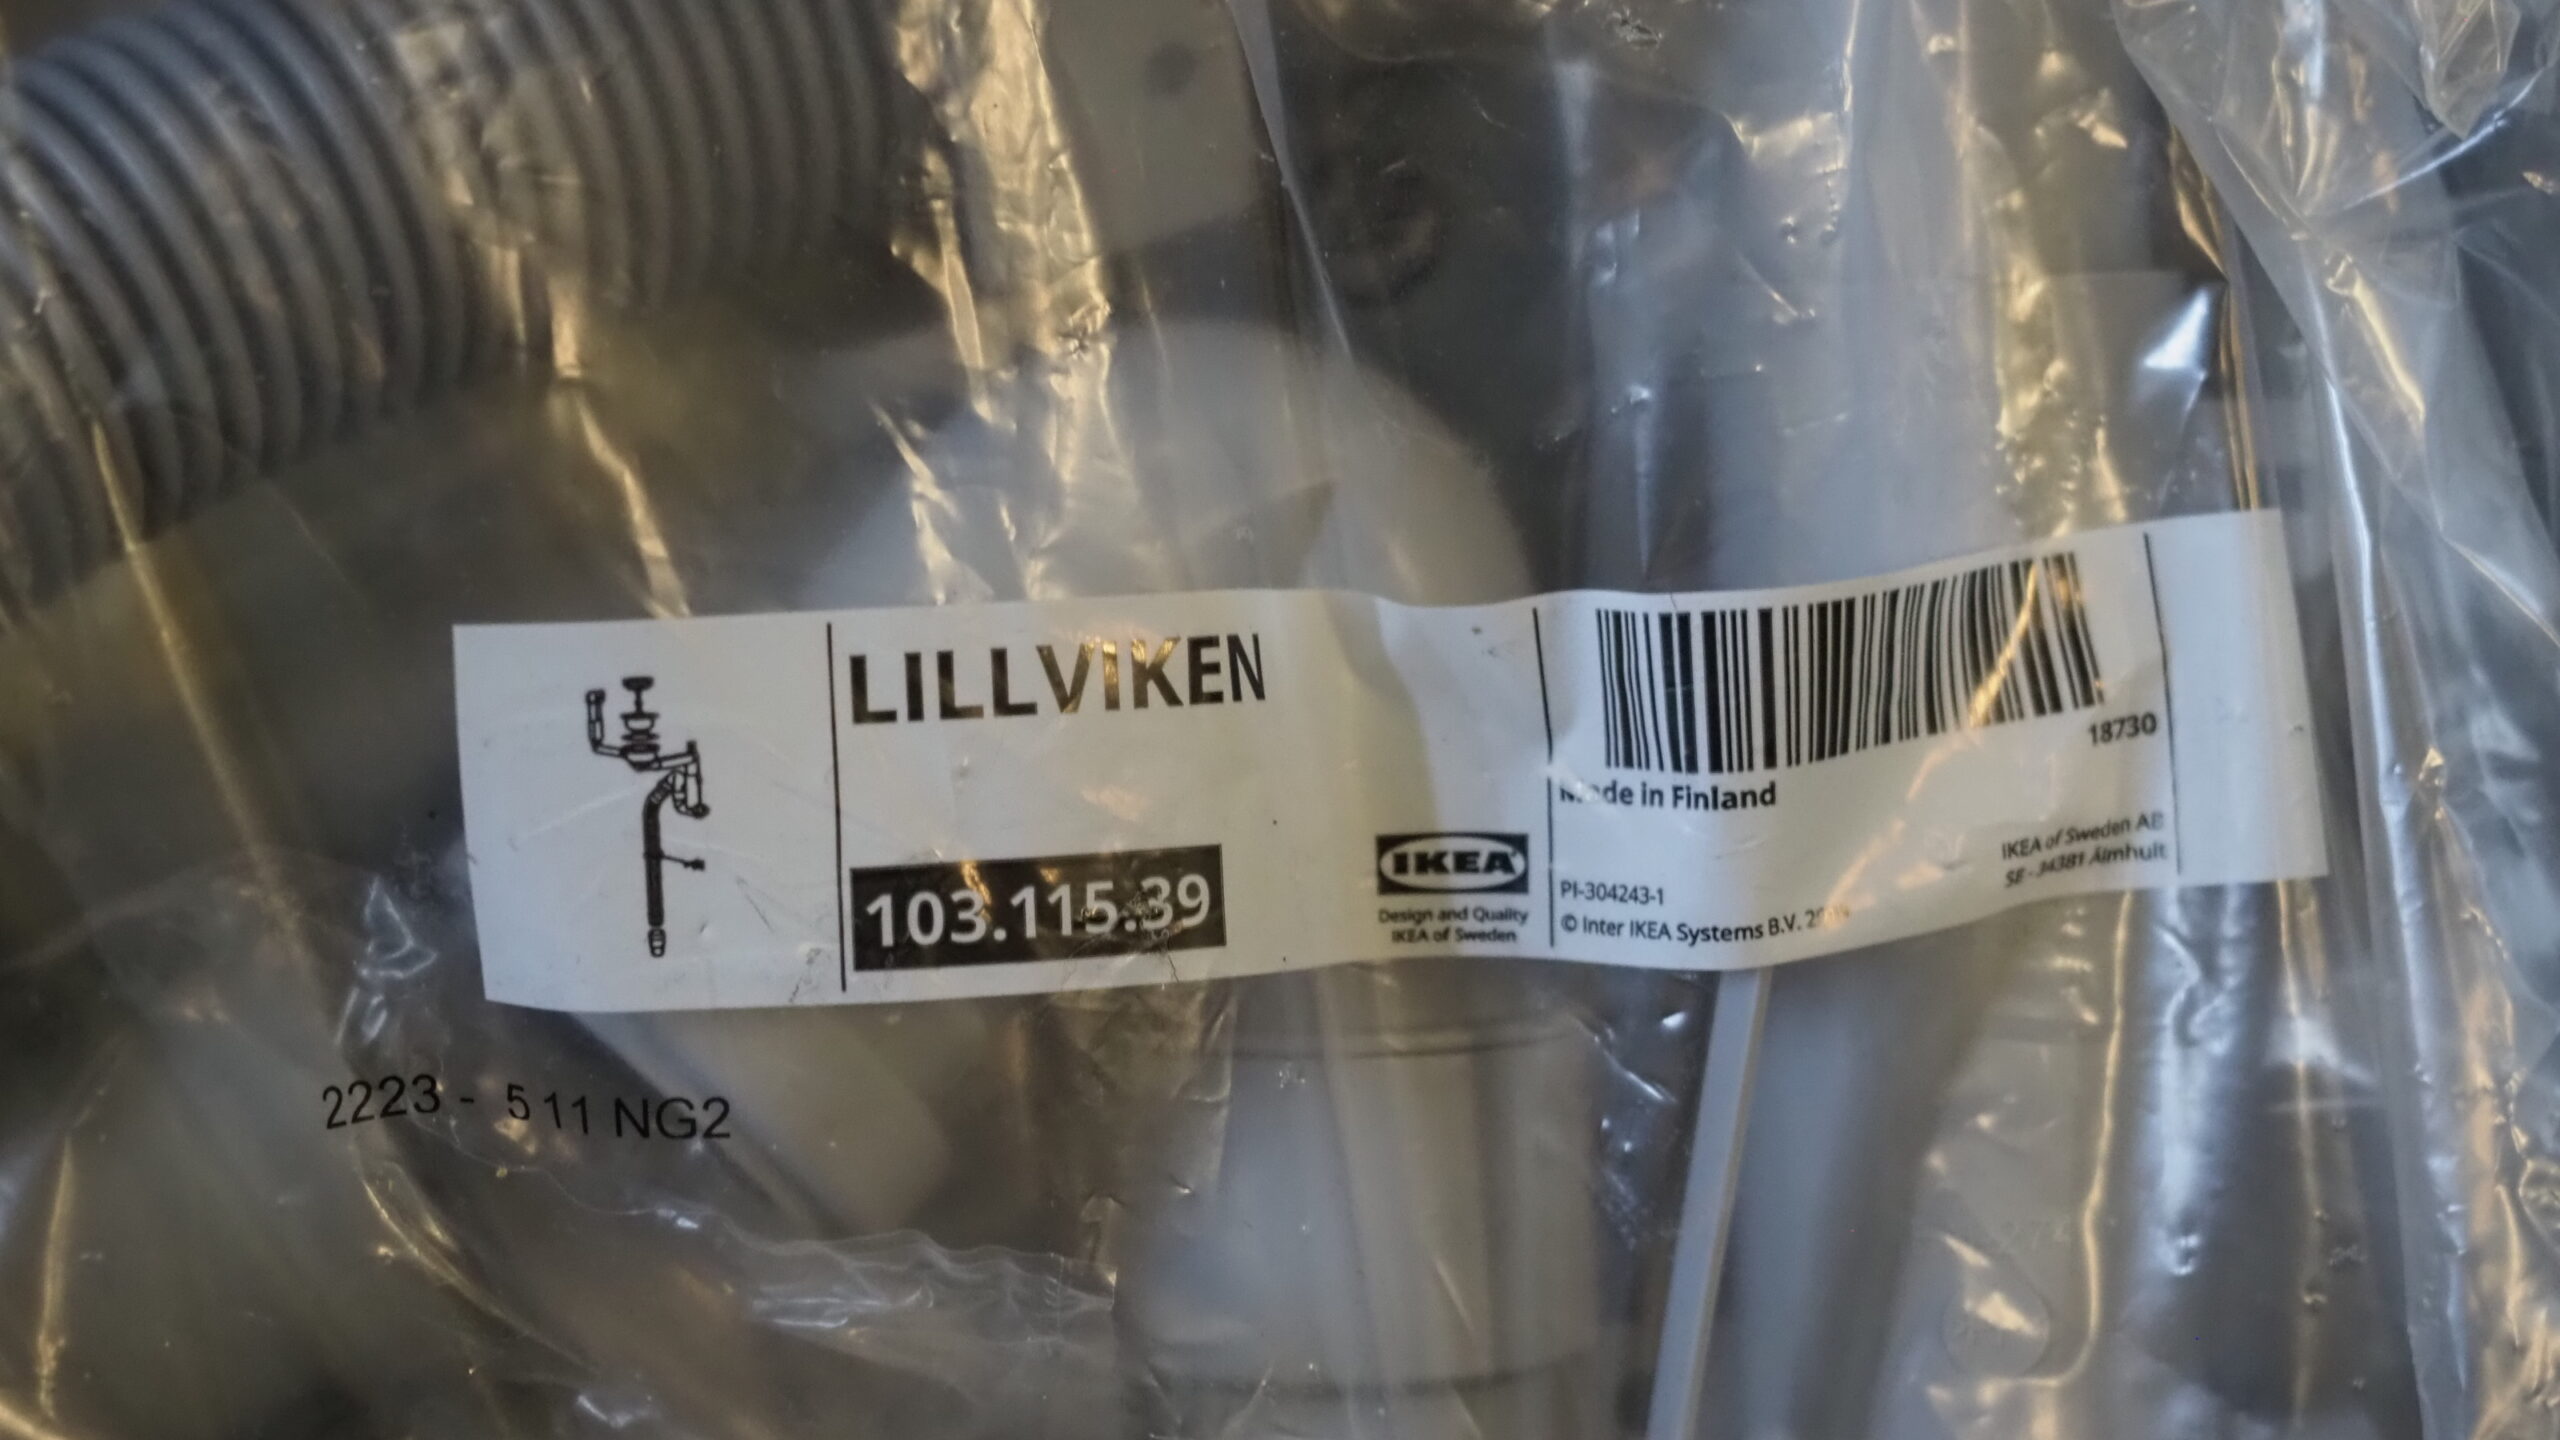 LILLVIKEN
103.115.39
IKEA
Design and Quality
IKEA of Sweden
18730
Made in Finland
PI-304243-1
© Inter IKEA Systems B.V.
IKEA of Sweden AB
SE - 34381 Älmhult
2223 - 511 NG2